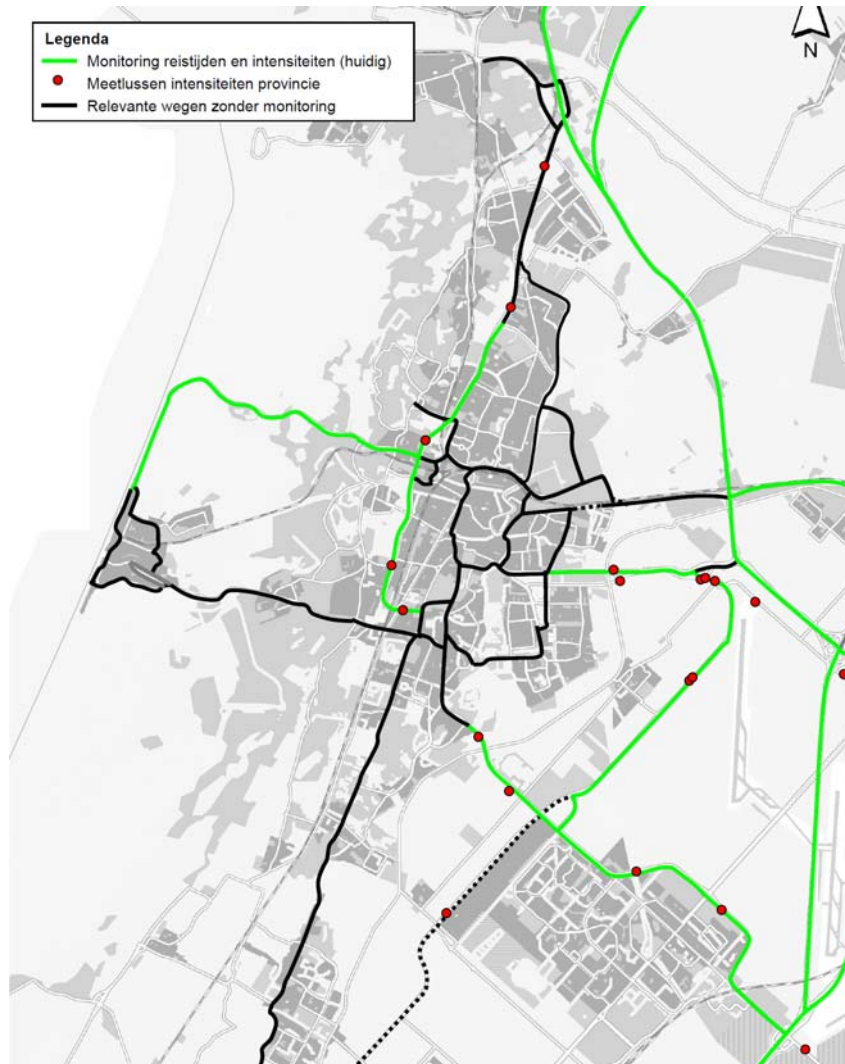 Legenda
Monitoring reistijden en intensiteiten (huidig)
Meetlussen intensiteiten provincie
Relevante wegen zonder monitoring
N